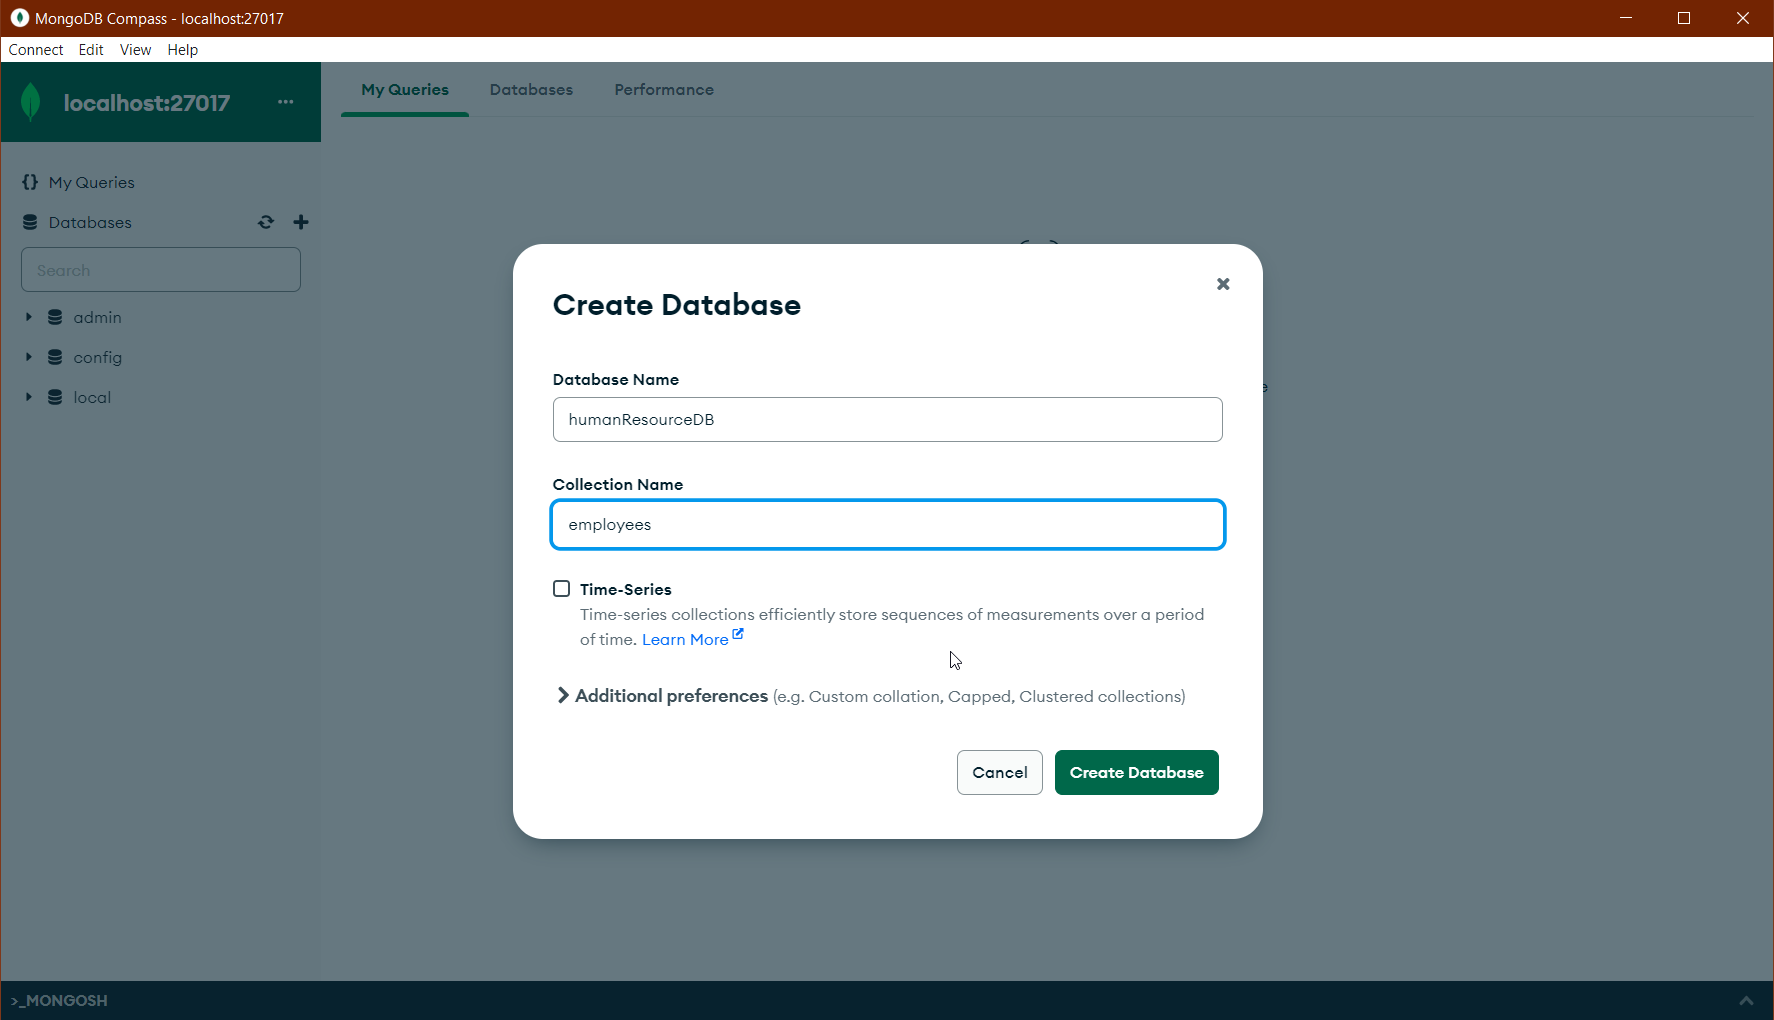 MongoDB Compass - localhost:27017
Connect Edit View Help
localhost:27017 ...
My Queries Databases Performance
{} My Queries
Databases
Search
admin
config
local
Create Database
Database Name
humanResourceDB
Collection Name
employees
Time-Series
Time-series collections efficiently store sequences of measurements over a period
of time. Learn More
Additional preferences (e.g. Custom collation, Capped, Clustered collections)
Cancel Create Database
>_MONGOSH